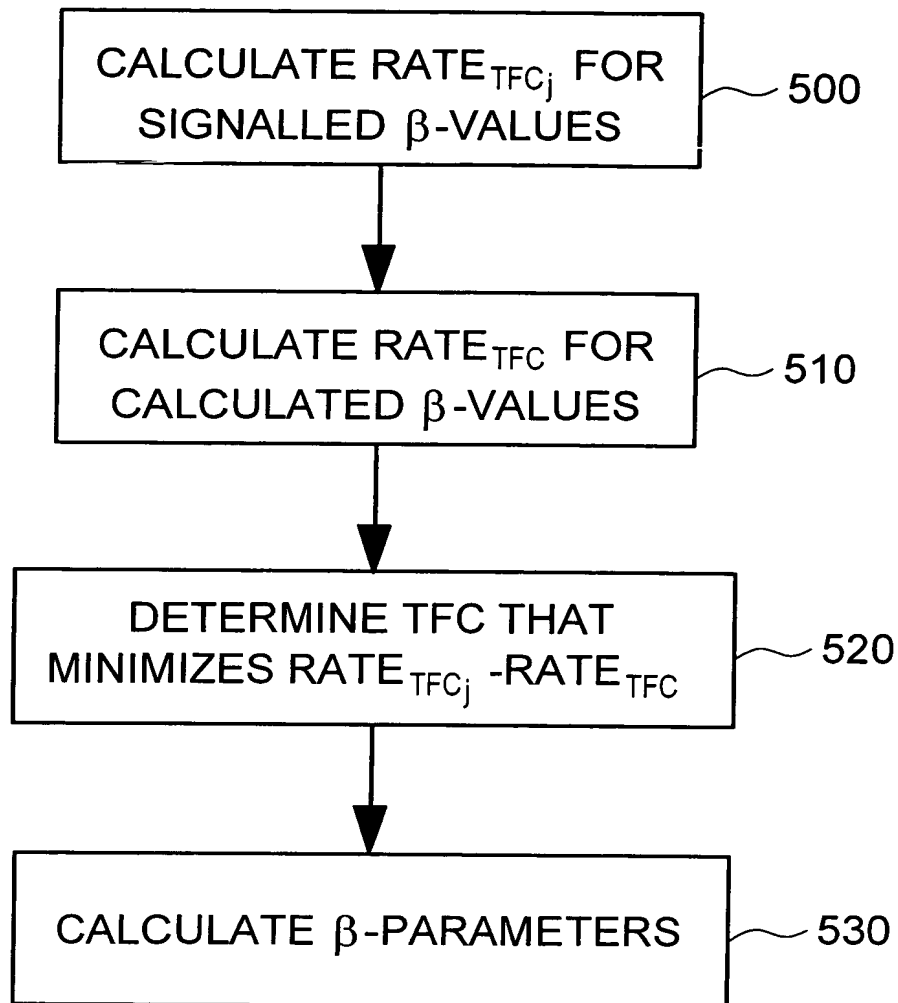 CALCULATE RATE_TFCj FOR
SIGNALLED β-VALUES
500
CALCULATE RATE_TFC FOR
CALCULATED β-VALUES
510
DETERMINE TFC THAT
MINIMIZES RATE_TFCj -RATE_TFC
520
CALCULATE β-PARAMETERS
530